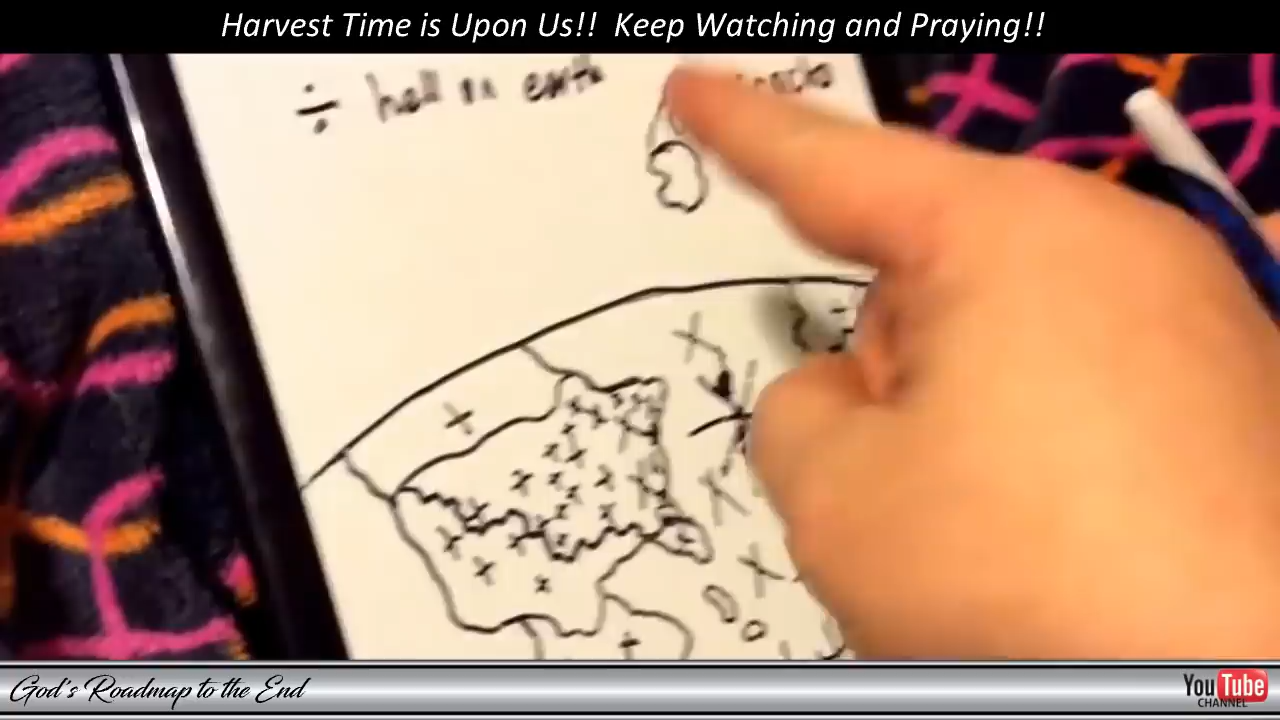 Harvest Time is Upon Us!! Keep Watching and Praying!!
÷ hell on earth
God's Roadmap to the End
YouTube
CHANNEL